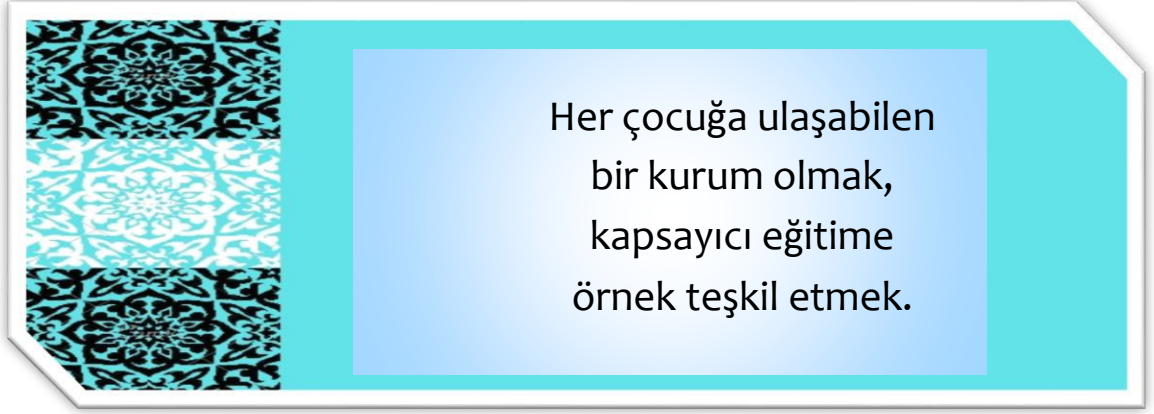 Her çocuğa ulaşabilen
bir kurum olmak,
kapsayıcı eğitime
örnek teşkil etmek.